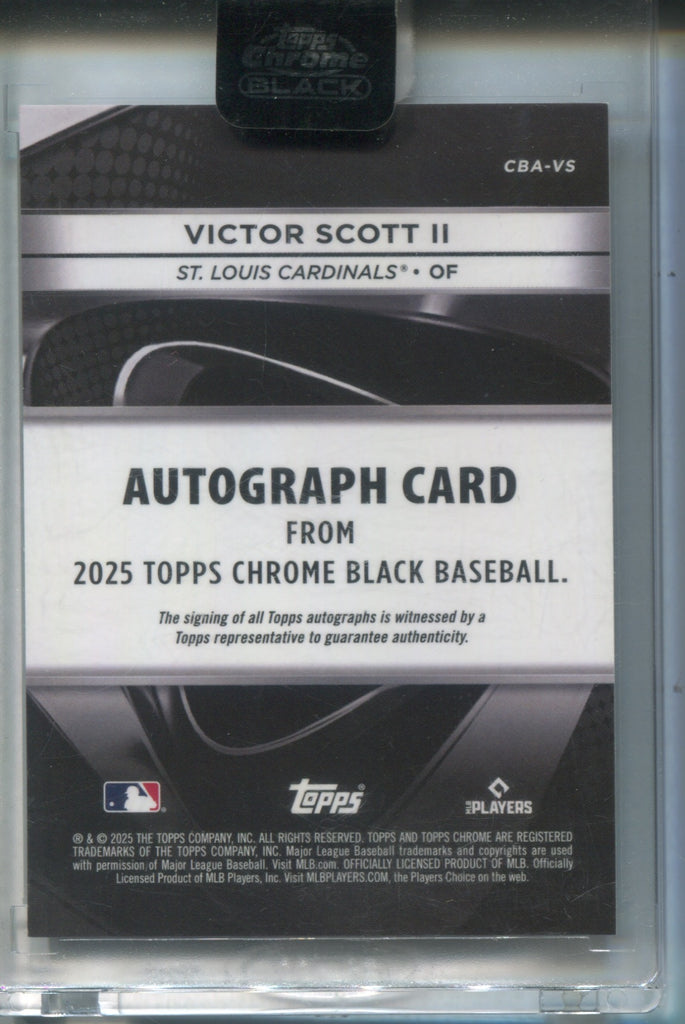 Topps
Chrome
BLACK
CBA-VS
VICTOR SCOTT II
ST. LOUIS CARDINALS® • OF
AUTOGRAPH CARD
FROM
2025 TOPPS CHROME BLACK BASEBALL.
The signing of all Topps autographs is witnessed by a
Topps representative to guarantee authenticity.
Topps®
MLB PLAYERS
® & © 2025 THE TOPPS COMPANY, INC. ALL RIGHTS RESERVED. TOPPS AND TOPPS CHROME ARE REGISTERED
TRADEMARKS OF THE TOPPS COMPANY, INC. Major League Baseball trademarks and copyrights are used
with permission of Major League Baseball. Visit MLB.com. OFFICIALLY LICENSED PRODUCT OF MLB. Officially
Licensed Product of MLB Players, Inc. Visit MLBPLAYERS.COM, the Players Choice on the web.